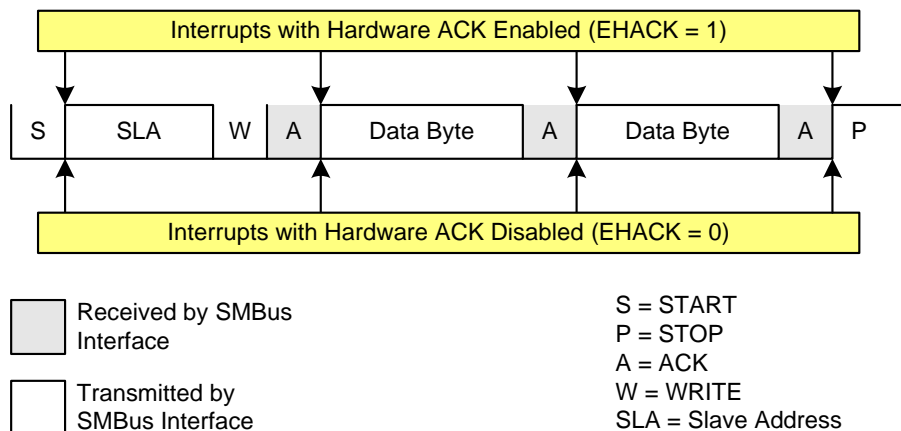 Interrupts with Hardware ACK Enabled (EHACK = 1)
S SLA W A Data Byte A Data Byte A P
Interrupts with Hardware ACK Disabled (EHACK = 0)
Received by SMBus
Interface
Transmitted by
SMBus Interface
S = START
P = STOP
A = ACK
W = WRITE
SLA = Slave Address